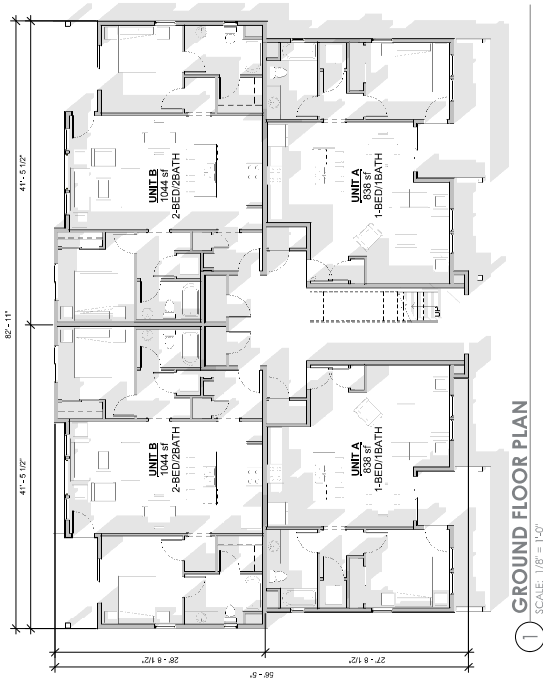 UNIT B
1044 sf
2-BED/2BATH
UNIT A
838 sf
1-BED/1BATH
UNIT B
1044 sf
2-BED/2BATH
UNIT A
838 sf
1-BED/1BATH
UP
82' - 11"
41' - 5 1/2"
41' - 5 1/2"
28' - 8 1/2"
27' - 8 1/2"
56' - 5"
1
GROUND FLOOR PLAN
SCALE: 1/8" = 1'-0"